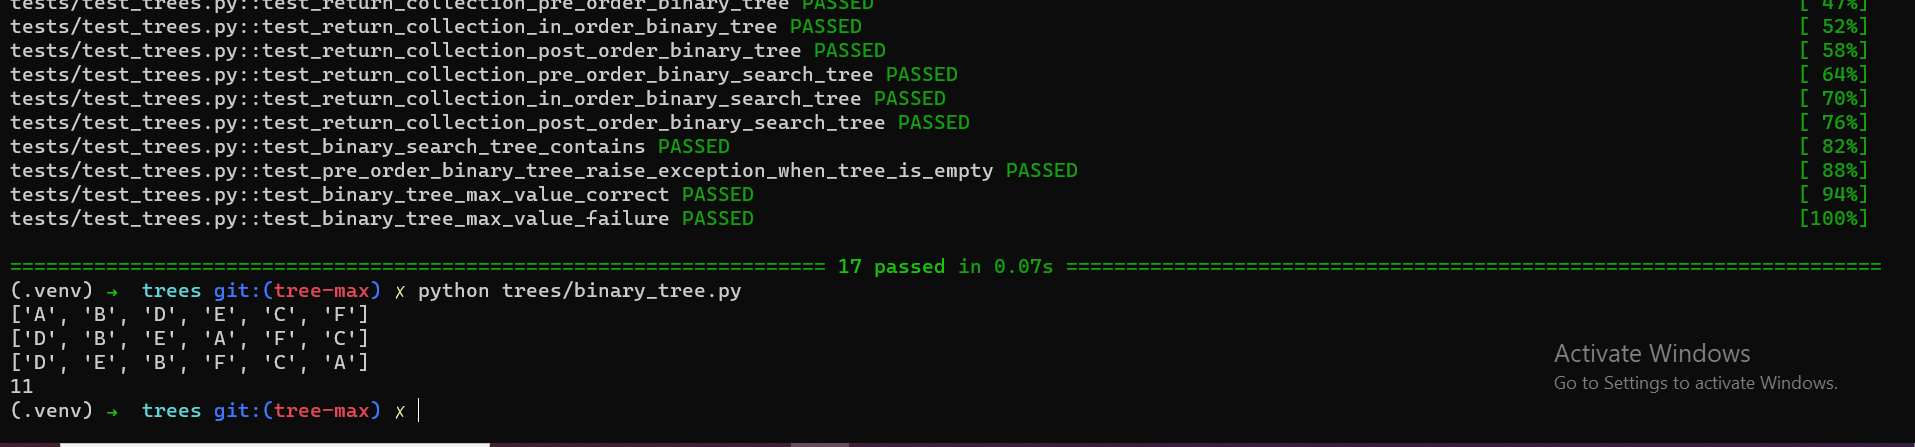 tests/test_trees.py::test_return_collection_pre_order_binary_tree PASSED [ 47%]
tests/test_trees.py::test_return_collection_in_order_binary_tree PASSED [ 52%]
tests/test_trees.py::test_return_collection_post_order_binary_tree PASSED [ 58%]
tests/test_trees.py::test_return_collection_pre_order_binary_search_tree PASSED [ 64%]
tests/test_trees.py::test_return_collection_in_order_binary_search_tree PASSED [ 70%]
tests/test_trees.py::test_return_collection_post_order_binary_search_tree PASSED [ 76%]
tests/test_trees.py::test_binary_search_tree_contains PASSED [ 82%]
tests/test_trees.py::test_pre_order_binary_tree_raise_exception_when_tree_is_empty PASSED [ 88%]
tests/test_trees.py::test_binary_tree_max_value_correct PASSED [ 94%]
tests/test_trees.py::test_binary_tree_max_value_failure PASSED [100%]
==================================================================== 17 passed in 0.07s ====================================================================
(.venv) → trees git:(tree-max) ✗ python trees/binary_tree.py
['A', 'B', 'D', 'E', 'C', 'F']
['D', 'B', 'E', 'A', 'F', 'C']
['D', 'E', 'B', 'F', 'C', 'A']
11
(.venv) → trees git:(tree-max) ✗
Activate Windows
Go to Settings to activate Windows.